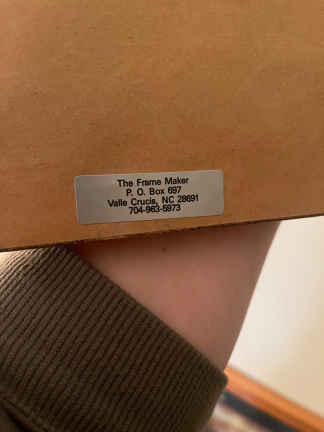 The Frame Maker
P. O. Box 697
Valle Crucis, NC 28691
704-963-5973